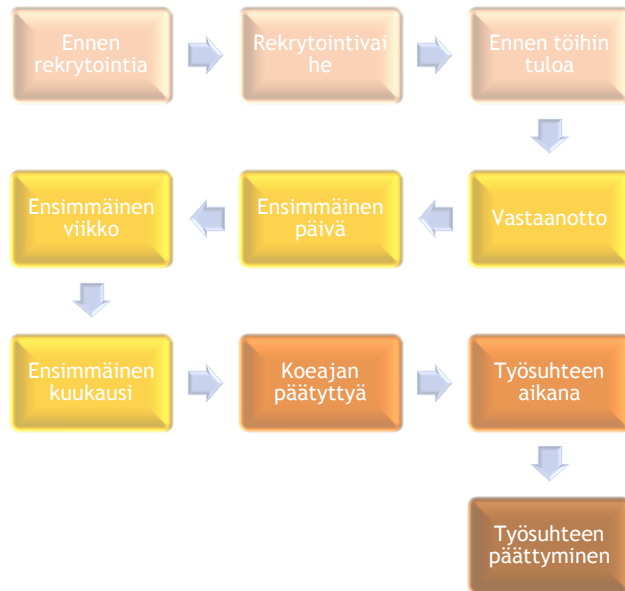 Ennen
rekrytointia
Rekrytointivai
he
Ennen töihin
tuloa
Vastaanotto
Ensimmäinen
päivä
Ensimmäinen
viikko
Ensimmäinen
kuukausi
Koeajan
päätyttyä
Työsuhteen
aikana
Työsuhteen
päättyminen